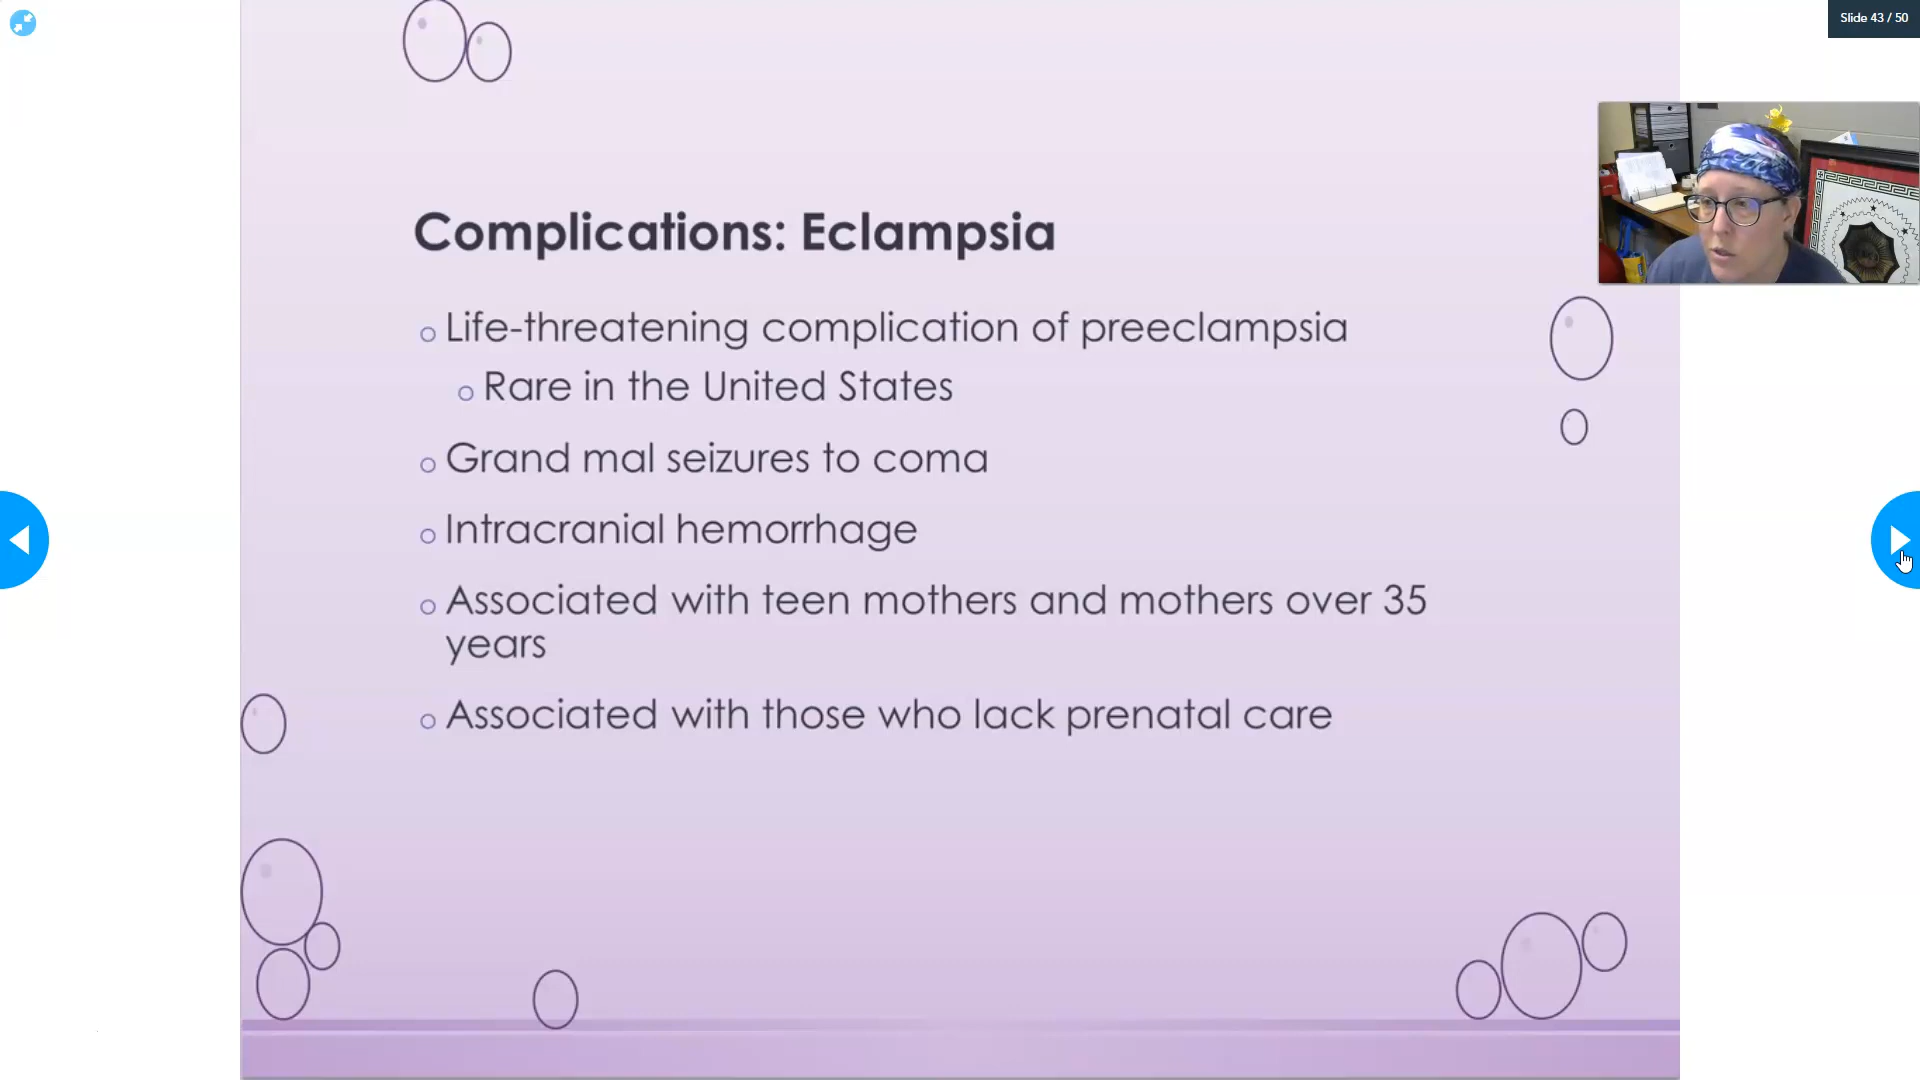 Slide 43 / 50
Complications: Eclampsia
Life-threatening complication of preeclampsia
Rare in the United States
Grand mal seizures to coma
Intracranial hemorrhage
Associated with teen mothers and mothers over 35
years
Associated with those who lack prenatal care